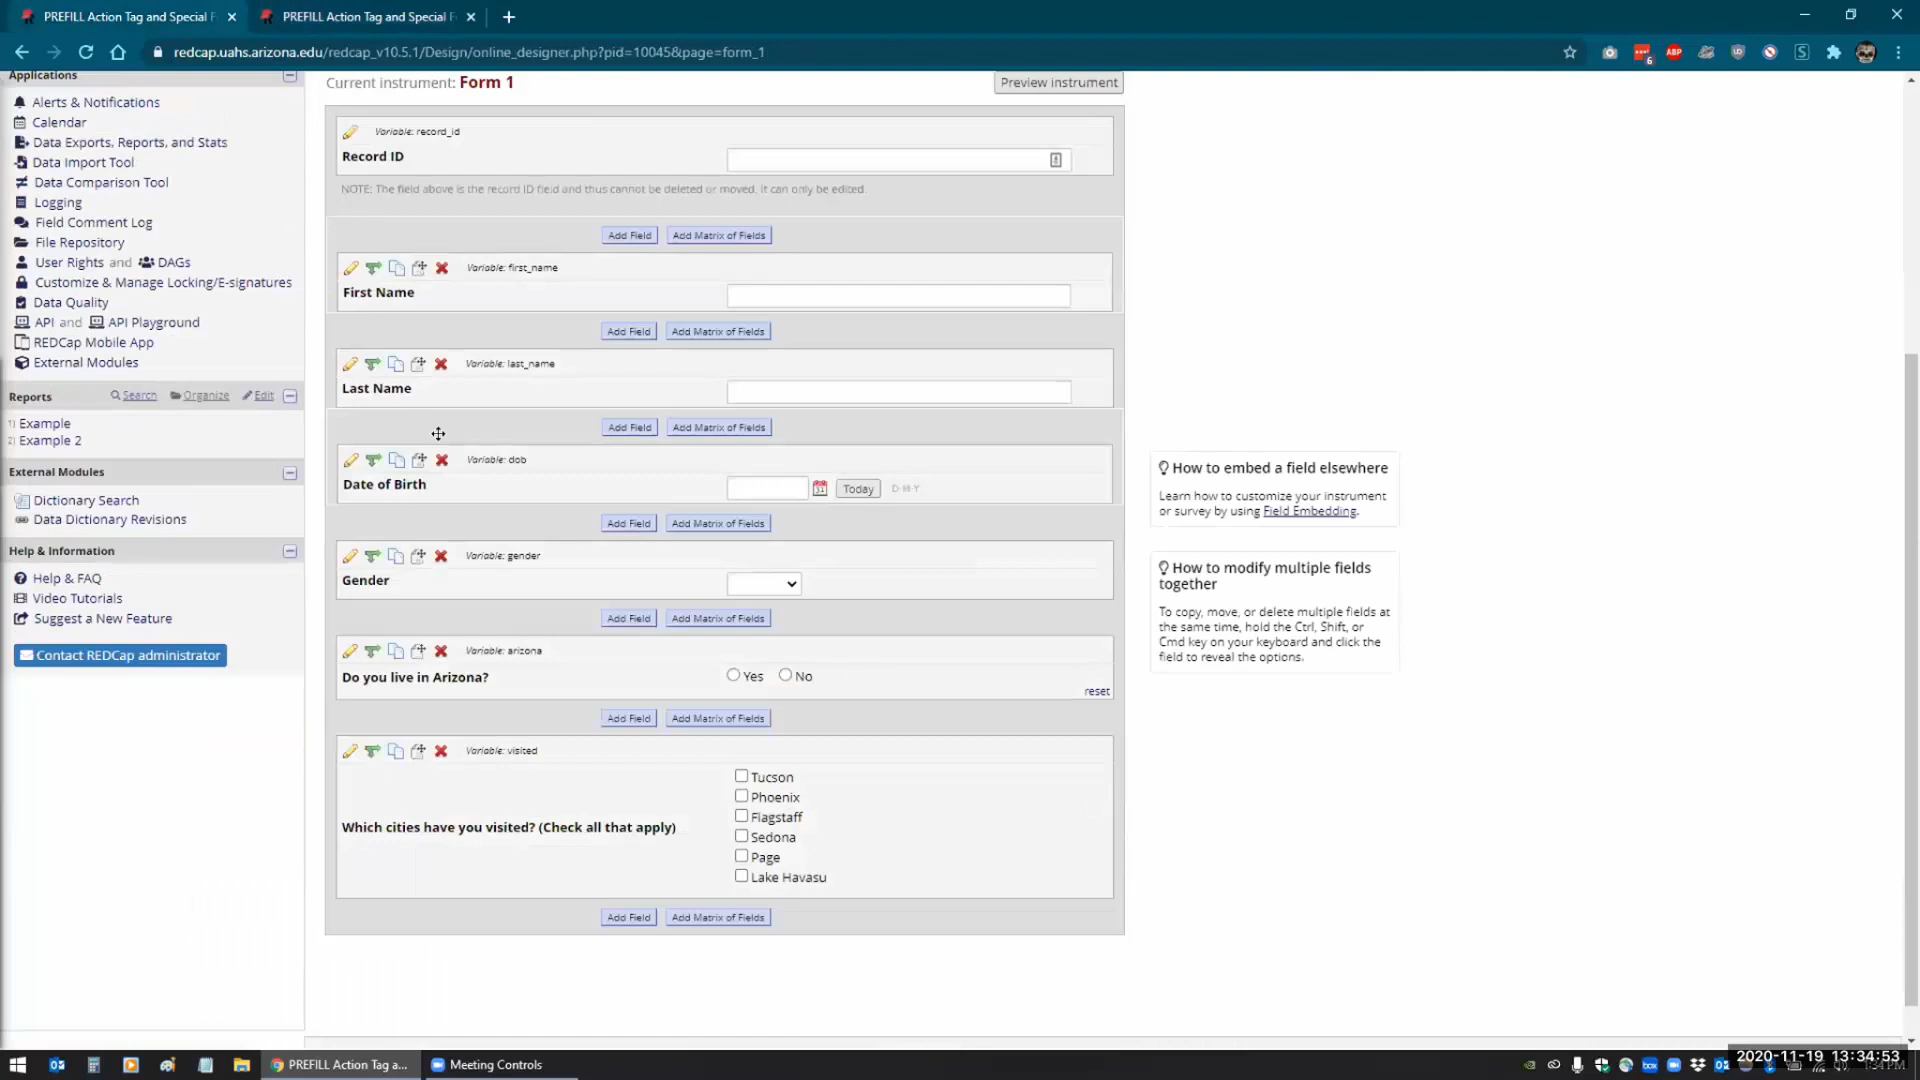 PREFILL Action Tag and Special F
PREFILL Action Tag and Special F
redcap.uahs.arizona.edu/redcap_v10.5.1/Design/online_designer.php?pid=10045&page=form_1
Applications
Alerts & Notifications
Calendar
Data Exports, Reports, and Stats
Data Import Tool
Data Comparison Tool
Logging
Field Comment Log
File Repository
User Rights and DAGs
Customize & Manage Locking/E-signatures
Data Quality
API and API Playground
REDCap Mobile App
External Modules
Reports Search Organize Edit
1) Example
2) Example 2
External Modules
Dictionary Search
Data Dictionary Revisions
Help & Information
Help & FAQ
Video Tutorials
Suggest a New Feature
Contact REDCap administrator
Current instrument: Form 1
Preview instrument
Variable: record_id
Record ID
NOTE: The field above is the record ID field and thus cannot be deleted or moved. It can only be edited.
Add Field Add Matrix of Fields
Variable: first_name
First Name
Add Field Add Matrix of Fields
Variable: last_name
Last Name
Add Field Add Matrix of Fields
Variable: dob
Date of Birth
31 Today D-M-Y
Add Field Add Matrix of Fields
Variable: gender
Gender
Add Field Add Matrix of Fields
Variable: arizona
Do you live in Arizona?
Yes No
reset
Add Field Add Matrix of Fields
Variable: visited
Which cities have you visited? (Check all that apply)
Tucson
Phoenix
Flagstaff
Sedona
Page
Lake Havasu
Add Field Add Matrix of Fields
How to embed a field elsewhere
Learn how to customize your instrument
or survey by using Field Embedding.
How to modify multiple fields
together
To copy, move, or delete multiple fields at
the same time, hold the Ctrl, Shift, or
Cmd key on your keyboard and click the
field to reveal the options.
PREFILL Action Tag a...
Meeting Controls
2020-11-19 13:34:53